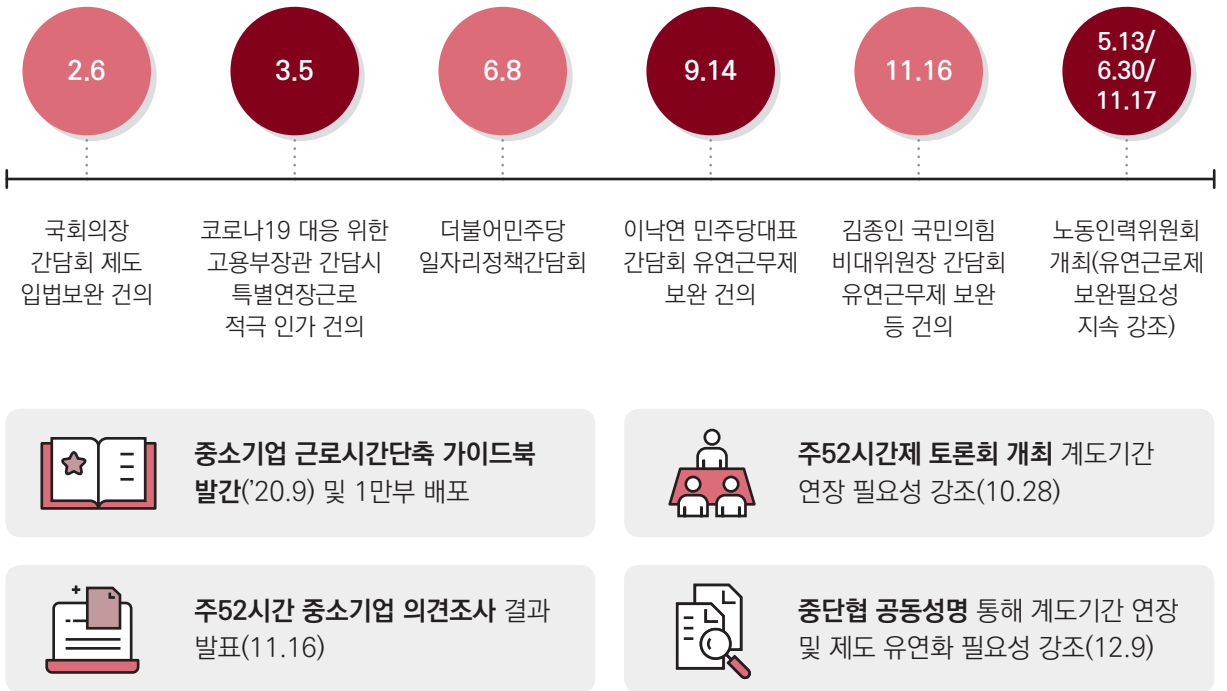 2.6
3.5
6.8
9.14
11.16
5.13/
6.30/
11.17
국회의장
간담회 제도
입법보완 건의
코로나19 대응 위한
고용부장관 간담시
특별연장근로
적극 인가 건의
더불어민주당
일자리정책간담회
이낙연 민주당대표
간담회 유연근무제
보완 건의
김종인 국민의힘
비대위원장 간담회
유연근무제 보완
등 건의
노동인력위원회
개최(유연근로제
보완필요성
지속 강조)
중소기업 근로시간단축 가이드북
발간(’20.9) 및 1만부 배포
주52시간제 토론회 개최 계도기간
연장 필요성 강조(10.28)
주52시간 중소기업 의견조사 결과
발표(11.16)
중단협 공동성명 통해 계도기간 연장
및 제도 유연화 필요성 강조(12.9)